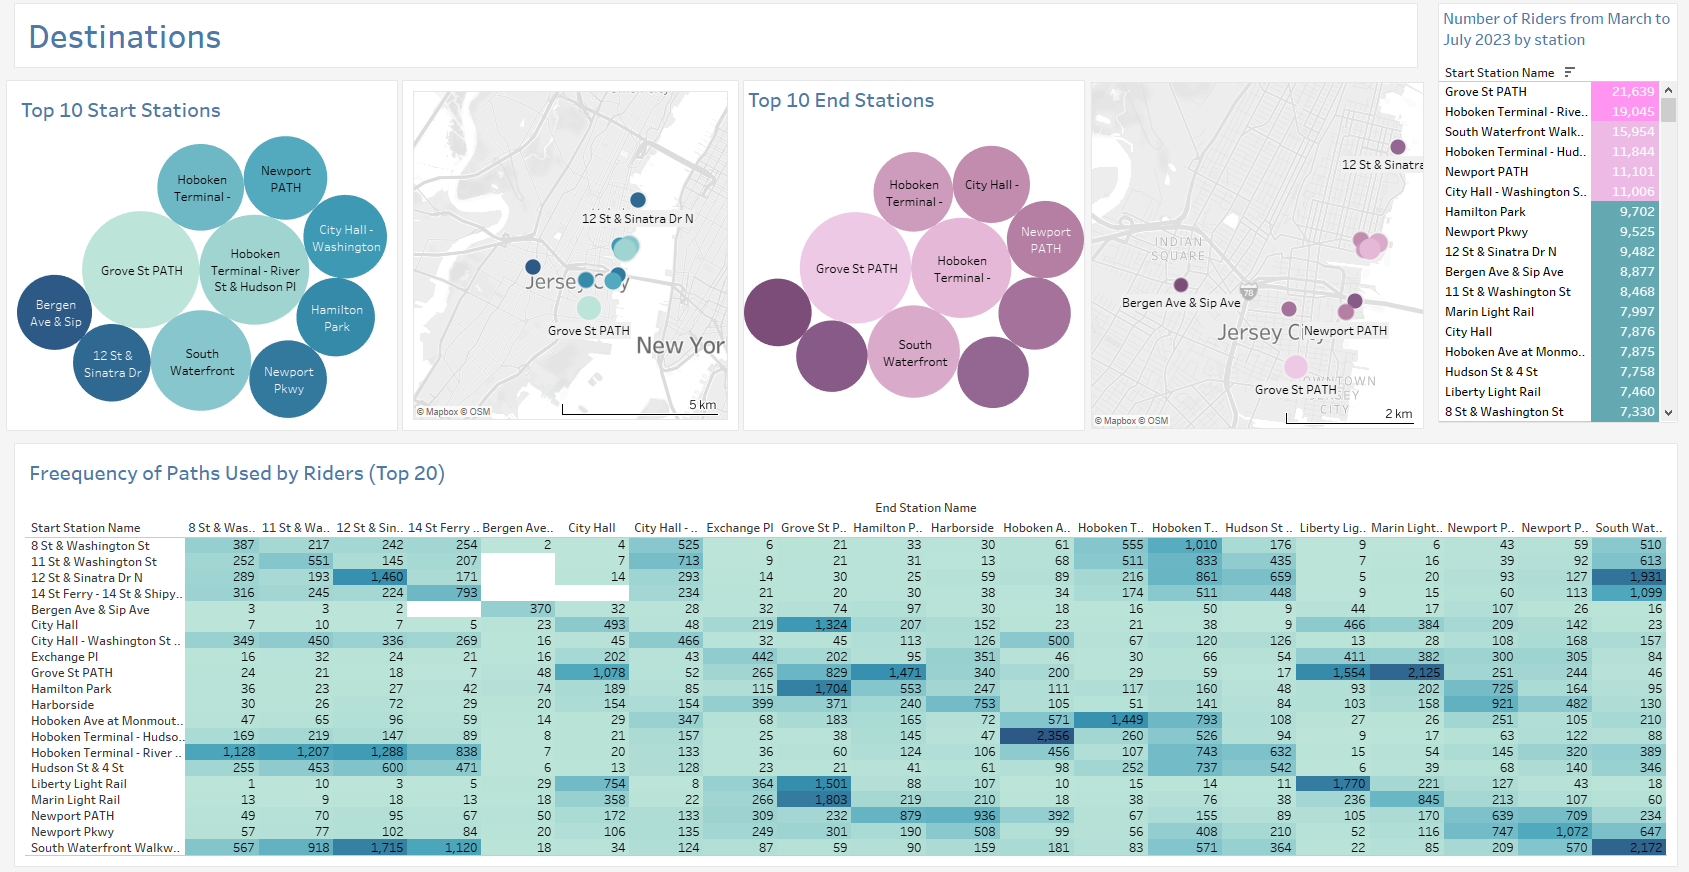 Destinations
Number of Riders from March to
July 2023 by station
Start Station Name
Grove St PATH 21,639
Hoboken Terminal - Rive.. 19,045
South Waterfront Walk.. 15,954
Hoboken Terminal - Hud.. 11,844
Newport PATH 11,101
City Hall - Washington S.. 11,006
Hamilton Park 9,702
Newport Pkwy 9,525
12 St & Sinatra Dr N 9,482
Bergen Ave & Sip Ave 8,877
11 St & Washington St 8,468
Marin Light Rail 7,997
City Hall 7,876
Hoboken Ave at Monmo.. 7,875
Hudson St & 4 St 7,758
Liberty Light Rail 7,460
8 St & Washington St 7,330
Top 10 Start Stations
Hoboken
Terminal -
Newport
PATH
City Hall -
Washington
Grove St PATH
Hoboken
Terminal - River
St & Hudson Pl
Bergen
Ave & Sip
Hamilton
Park
12 St &
Sinatra Dr
South
Waterfront
Newport
Pkwy
12 St & Sinatra Dr N
Jersey City
Grove St PATH
New Yor
5 km
© Mapbox © OSM
Top 10 End Stations
Hoboken
Terminal -
City Hall -
Newport
PATH
Grove St PATH
Hoboken
Terminal -
South
Waterfront
12 St & Sinatra
INDIAN
SQUARE
Bergen Ave & Sip Ave
78
Jersey C
Newport PATH
Grove St PATH
OWNTOWN
CITY
2 km
© Mapbox © OSM
Freequency of Paths Used by Riders (Top 20)
End Station Name
Start Station Name 8 St & Was.. 11 St & Wa.. 12 St & Sin.. 14 St Ferry .. Bergen Ave.. City Hall City Hall - .. Exchange Pl Grove St P.. Hamilton P.. Harborside Hoboken A.. Hoboken T.. Hoboken T.. Hudson St .. Liberty Lig.. Marin Light.. Newport P.. Newport P.. South Wat..
8 St & Washington St 387 217 242 254 2 4 525 6 21 33 30 61 555 1,010 176 9 6 43 59 510
11 St & Washington St 252 551 145 207 7 713 9 21 31 13 68 511 833 435 7 16 39 92 613
12 St & Sinatra Dr N 289 193 1,460 171 14 293 14 30 25 59 89 216 861 659 5 20 93 127 1,931
14 St Ferry - 14 St & Shipy.. 316 245 224 793 234 21 20 30 38 34 174 511 448 9 15 60 113 1,099
Bergen Ave & Sip Ave 3 3 2 370 32 28 32 74 97 30 18 16 50 9 44 17 107 26 16
City Hall 7 10 7 5 23 493 48 219 1,324 207 152 23 21 38 9 466 384 209 142 23
City Hall - Washington St .. 349 450 336 269 16 45 466 32 45 113 126 500 67 120 126 13 28 108 168 157
Exchange Pl 16 32 24 21 16 202 43 442 202 95 351 46 30 66 54 411 382 300 305 84
Grove St PATH 24 21 18 7 48 1,078 52 265 829 1,471 340 200 29 59 17 1,554 2,125 251 244 46
Hamilton Park 36 23 27 42 74 189 85 115 1,704 553 247 111 117 160 48 93 202 725 164 95
Harborside 30 26 72 29 20 154 154 399 371 240 753 105 51 141 84 103 158 921 482 130
Hoboken Ave at Monmout.. 47 65 96 59 14 29 347 68 183 165 72 571 1,449 793 108 27 26 251 105 210
Hoboken Terminal - Hudso.. 169 219 147 89 8 21 157 25 38 145 47 2,356 260 526 94 9 17 63 122 88
Hoboken Terminal - River .. 1,128 1,207 1,288 838 7 20 133 36 60 124 106 456 107 743 632 15 54 145 320 389
Hudson St & 4 St 255 453 600 471 6 13 128 23 21 41 61 98 252 737 542 6 39 68 140 346
Liberty Light Rail 1 10 3 5 29 754 8 364 1,501 88 107 10 15 14 11 1,770 221 127 43 18
Marin Light Rail 13 9 18 13 18 358 22 266 1,803 219 210 18 38 76 38 236 845 213 107 60
Newport PATH 49 70 95 67 50 172 133 309 232 879 936 392 67 155 89 105 170 639 709 234
Newport Pkwy 57 77 102 84 20 106 135 249 301 190 508 99 56 408 210 52 116 747 1,072 647
South Waterfront Walkw.. 567 918 1,715 1,120 18 34 124 87 59 90 159 181 83 571 364 22 85 209 570 2,172